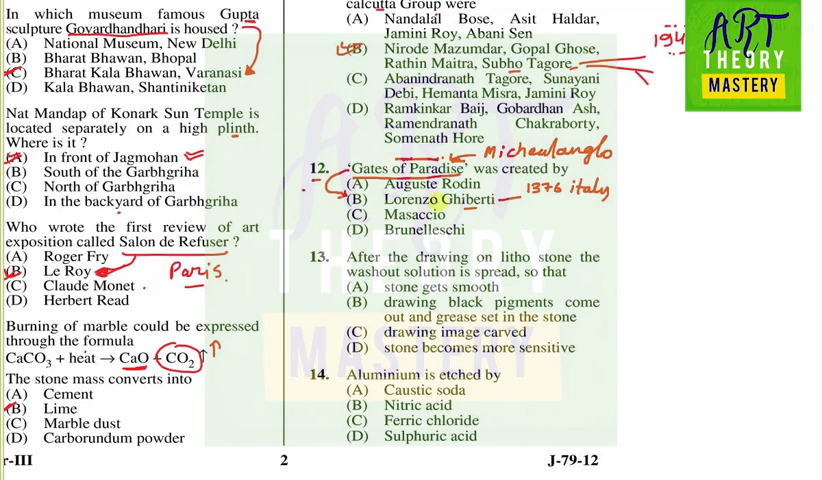 In which museum famous Gupta
sculpture Govardhandhari is housed ?
(A) National Museum, New Delhi
(B) Bharat Bhawan, Bhopal
(C) Bharat Kala Bhawan, Varanasi
(D) Kala Bhawan, Shantiniketan
Nat Mandap of Konark Sun Temple is
located separately on a high plinth.
Where is it ?
(A) In front of Jagmohan
(B) South of the Garbhgriha
(C) North of Garbhgriha
(D) In the backyard of Garbhgriha
Who wrote the first review of art
exposition called Salon de Refuser ?
(A) Roger Fry
(B) Le Roy
(C) Claude Monet
(D) Herbert Read
Paris.
Burning of marble could be expressed
through the formula
CaCO3 + heat → CaO + CO2 ↑
The stone mass converts into
(A) Cement
(B) Lime
(C) Marble dust
(D) Carborundum powder
r-III
2
calcutta Group were
(A) Nandalal Bose, Asit Haldar,
Jamini Roy, Abani Sen
(B) Nirode Mazumdar, Gopal Ghose,
Rathin Maitra, Subho Tagore
(C) Abanindranath Tagore, Sunayani
Debi, Hemanta Misra, Jamini Roy
(D) Ramkinkar Baij, Gobardhan Ash,
Ramendranath Chakraborty,
Somenath Hore
Micheulanglo
12. ‘Gates of Paradise’ was created by
(A) Auguste Rodin
(B) Lorenzo Ghiberti
1376 italy
(C) Masaccio
(D) Brunelleschi
13. After the drawing on litho stone the
washout solution is spread, so that
(A) stone gets smooth
(B) drawing black pigments come
out and grease set in the stone
(C) drawing image carved
(D) stone becomes more sensitive
14. Aluminium is etched by
(A) Caustic soda
(B) Nitric acid
(C) Ferric chloride
(D) Sulphuric acid
J-79-12
194
ART
THEORY
MASTERY
ART
THEORY
MASTERY